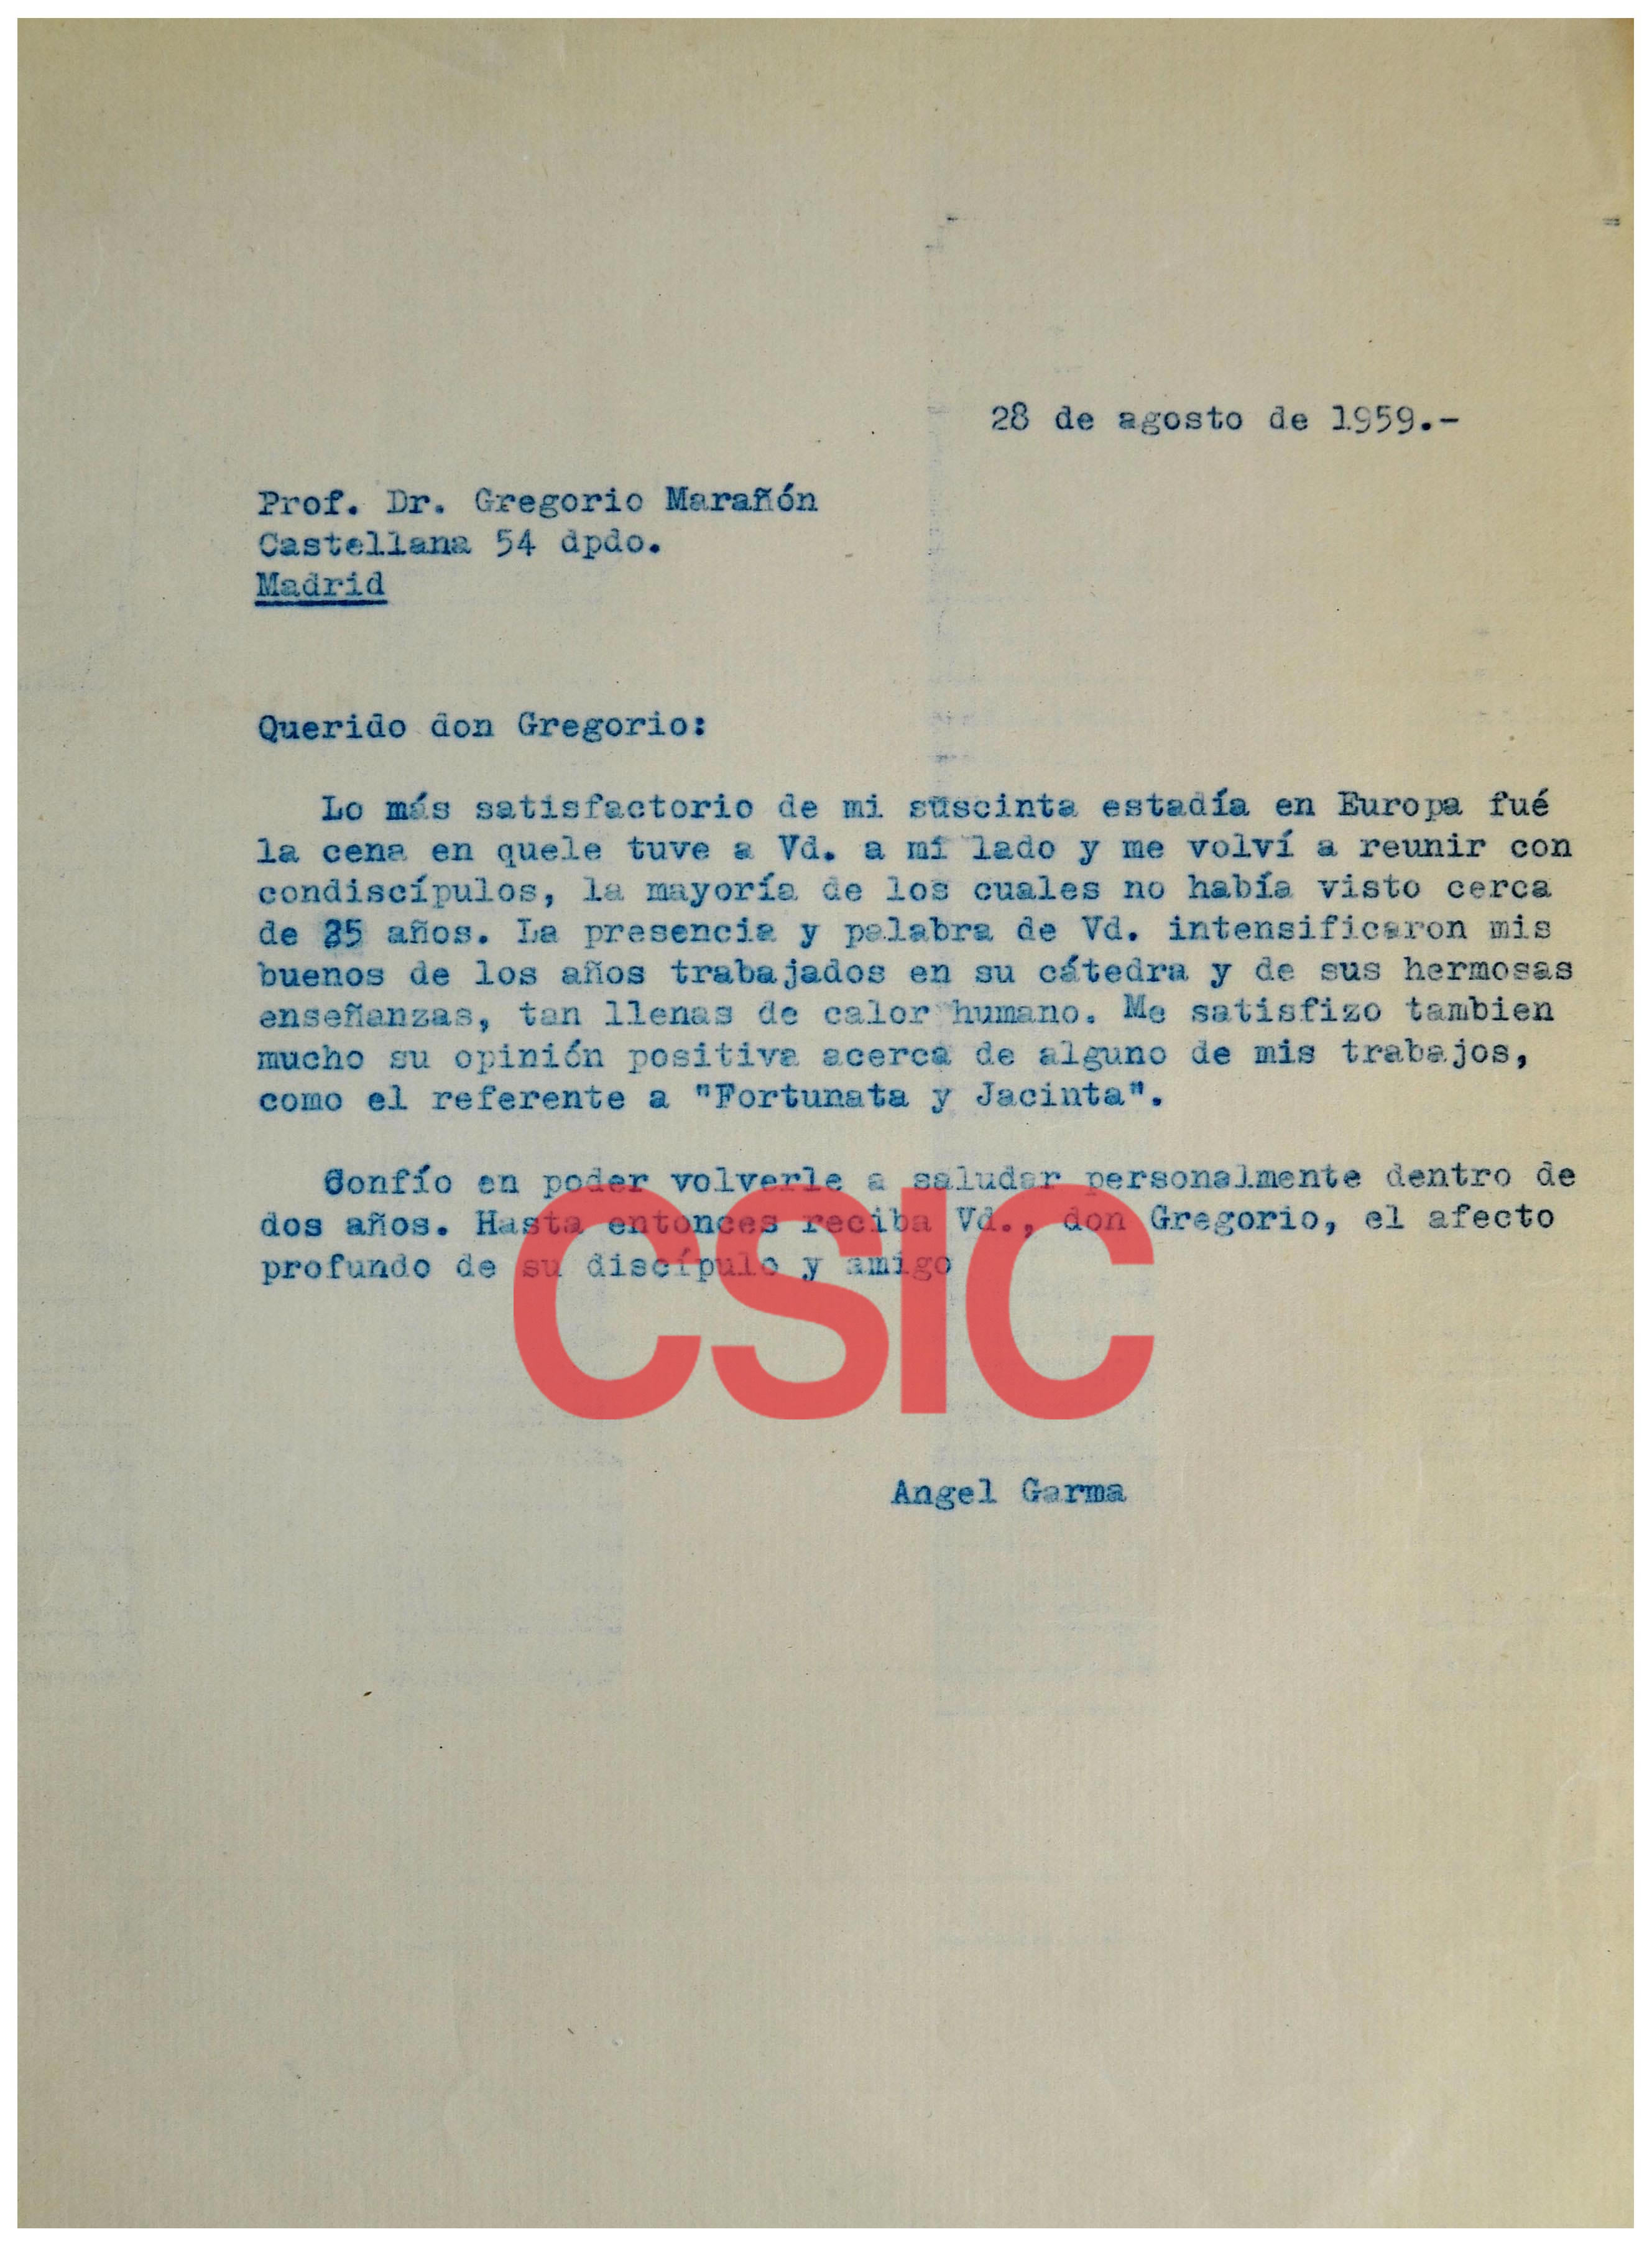 28 de agosto de 1959.-
Prof. Dr. Gregorio Marañón
Castellana 54 dpdo.
Madrid
Querido don Gregorio:
Lo más satisfactorio de mi suscinta estadía en Europa fué
la cena en quele tuve a Vd. a mi lado y me volví a reunir con
condiscípulos, la mayoría de los cuales no había visto cerca
de 35 años. La presencia y palabra de Vd. intensificaron mis
buenos de los años trabajados en su cátedra y de sus hermosas
enseñanzas, tan llenas de calor humano. Me satisfizo tambien
mucho su opinión positiva acerca de alguno de mis trabajos,
como el referente a "Fortunata y Jacinta".
Confío en poder volverle a saludar personalmente dentro de
dos años. Hasta entonces reciba Vd., don Gregorio, el afecto
profundo de su discípulo y amigo
CSIC
Angel Garma